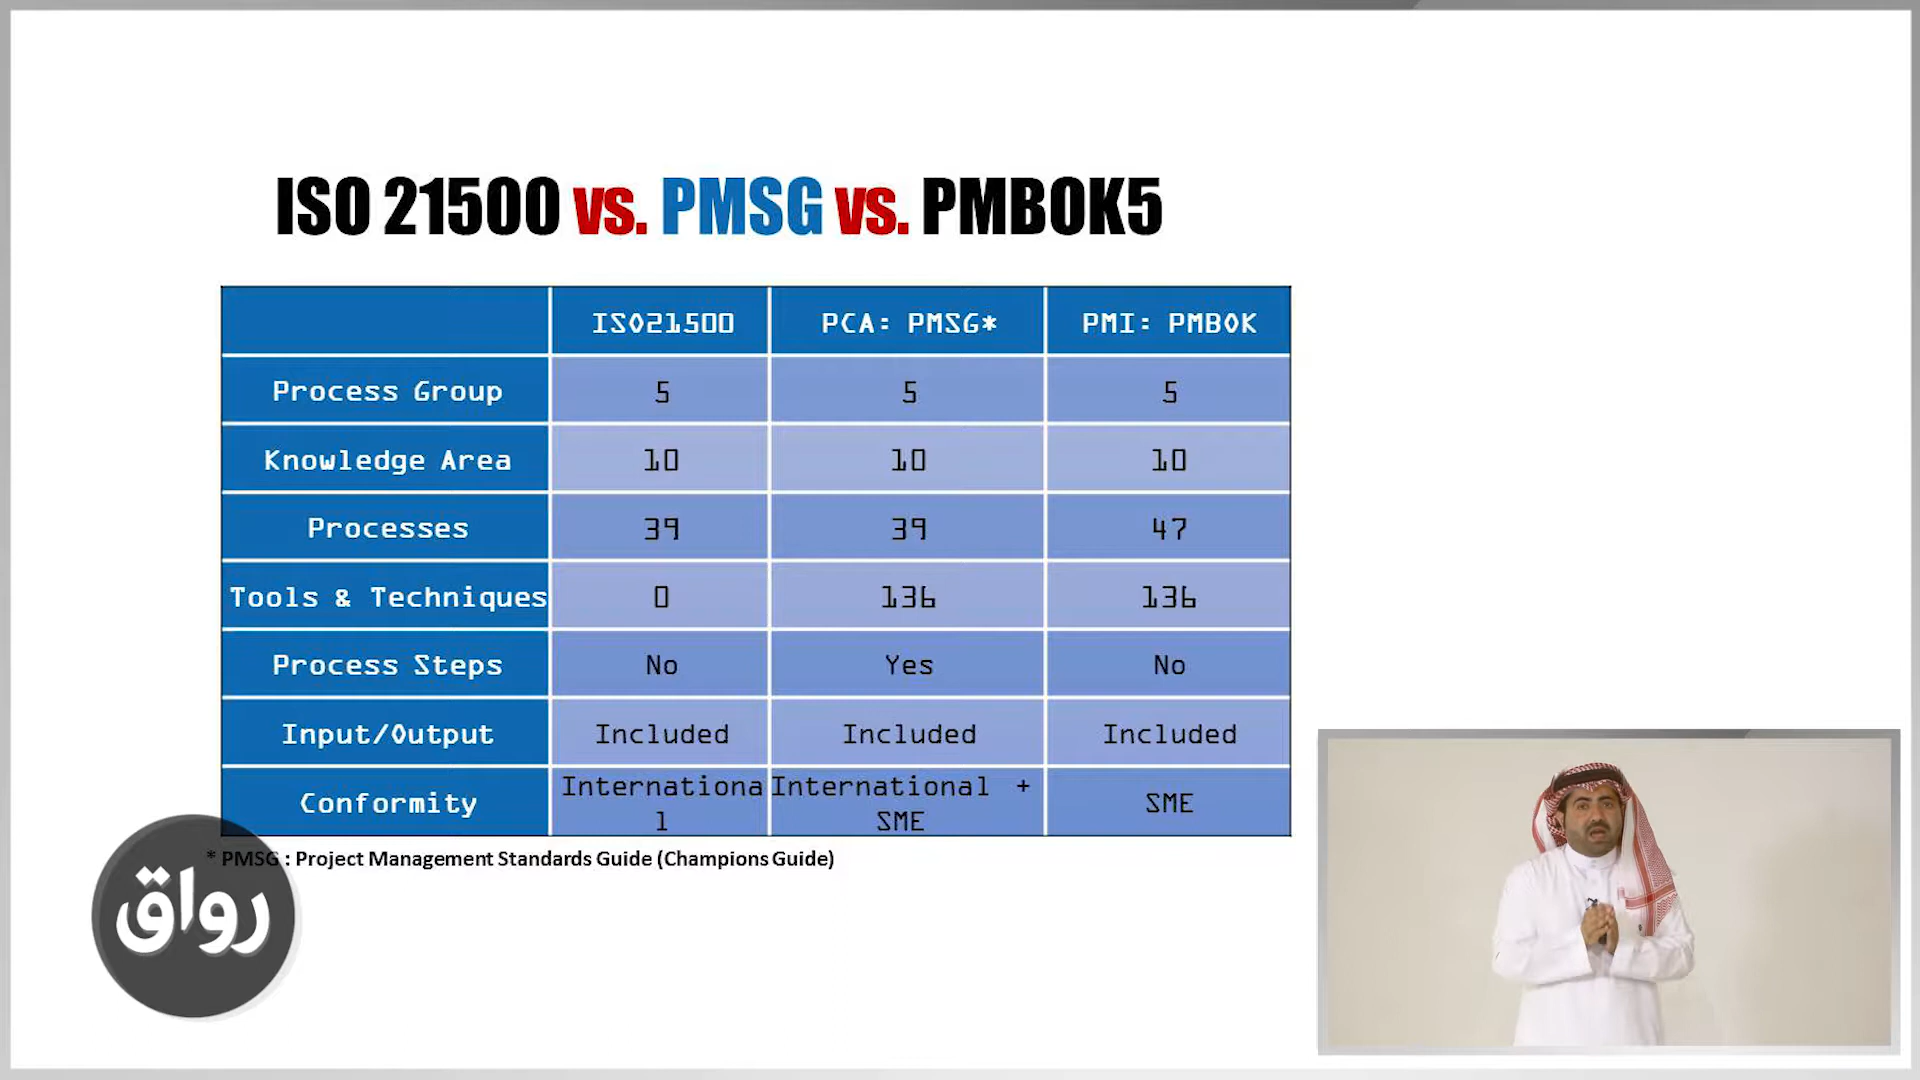 ISO 21500 vs. PMSG vs. PMBOK5
ISO21500 PCA: PMSG* PMI: PMBOK
Process Group 5 5 5
Knowledge Area 10 10 10
Processes 39 39 47
Tools & Techniques 0 136 136
Process Steps No Yes No
Input/Output Included Included Included
Conformity Internationa
l International +
SME SME
* PMSG : Project Management Standards Guide (Champions Guide)
رواق